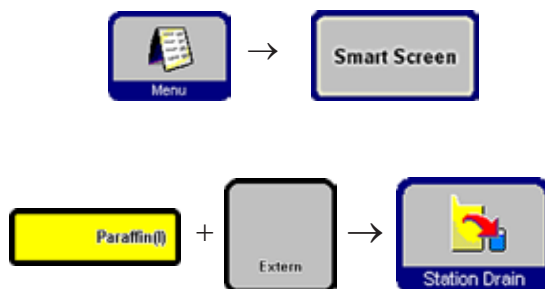 → Smart Screen
Menu
Paraffin(I) + Extern → Station Drain